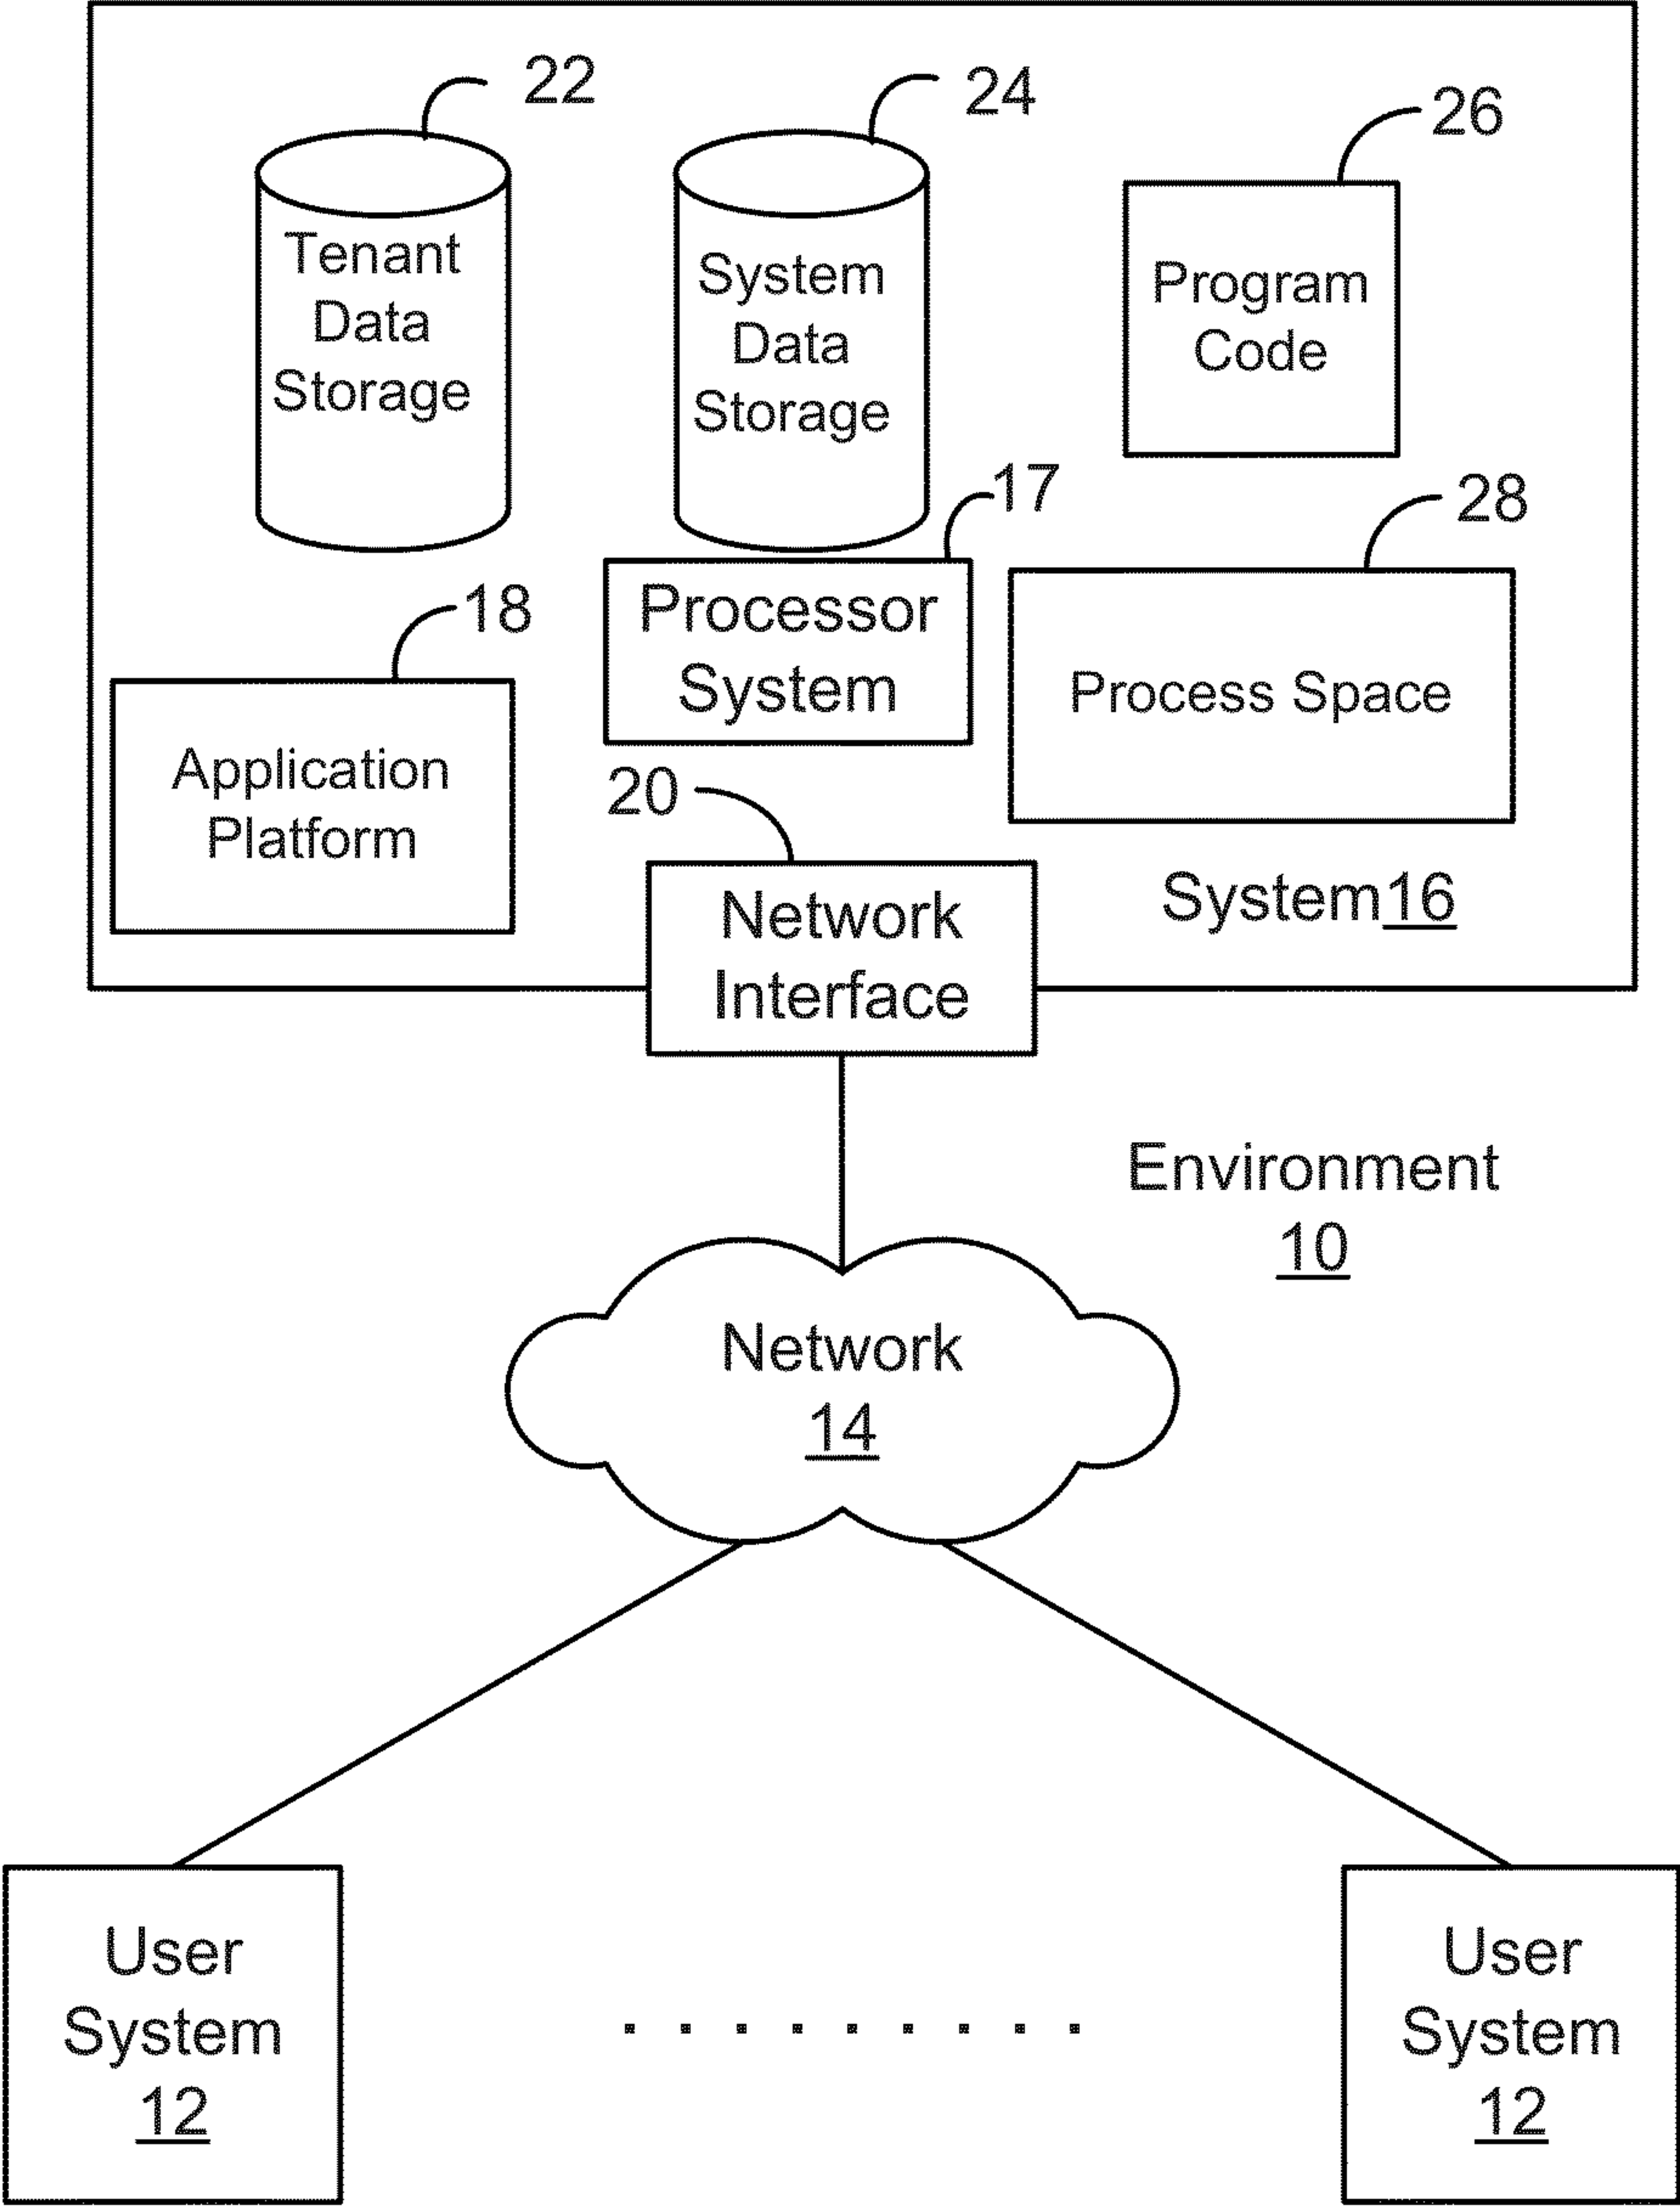 22
24
26
Tenant
Data
Storage
System
Data
Storage
Program
Code
17
28
18
Processor
System
Process Space
Application
Platform
20
System16
Network
Interface
Environment
10
Network
14
User
System
12
User
System
12